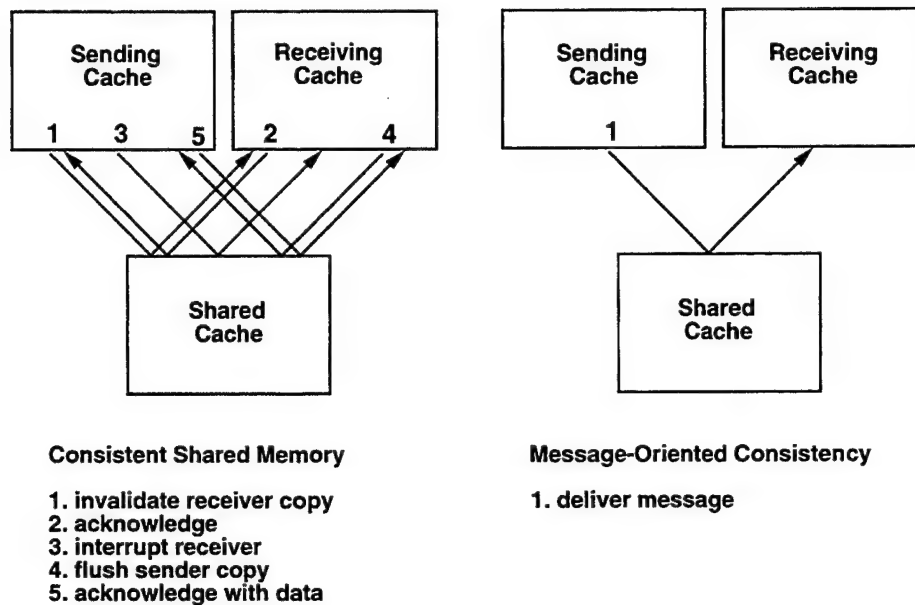 Sending
Cache
1 3 5
Receiving
Cache
2 4
Shared
Cache
Consistent Shared Memory
1. invalidate receiver copy
2. acknowledge
3. interrupt receiver
4. flush sender copy
5. acknowledge with data
Sending
Cache
1
Receiving
Cache
Shared
Cache
Message-Oriented Consistency
1. deliver message